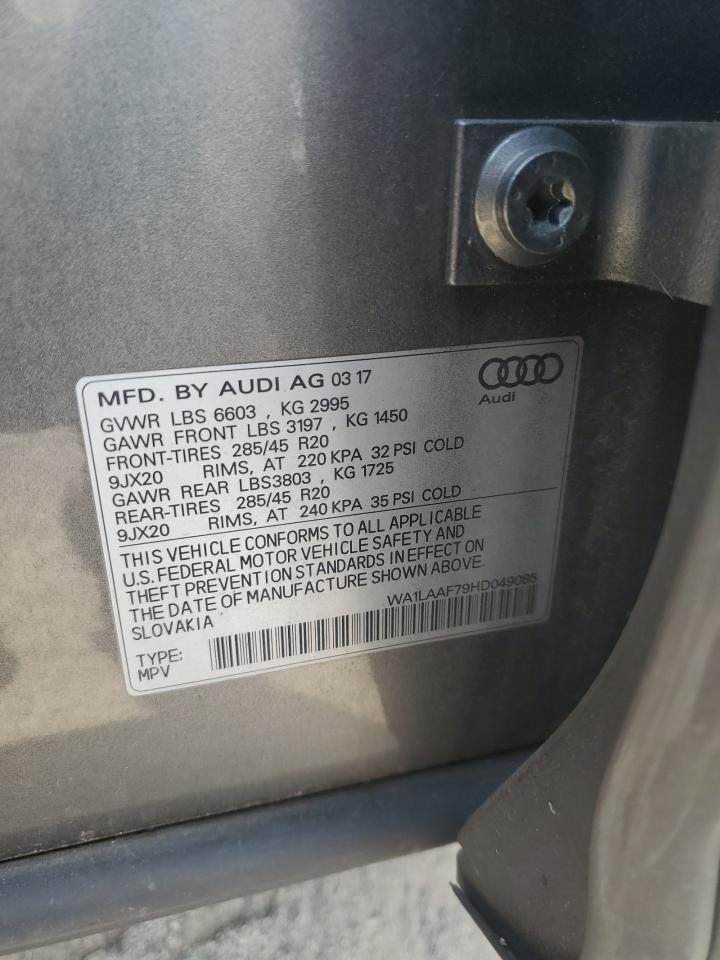 MFD. BY AUDI AG 03 17
Audi
GVWR LBS 6603 , KG 2995
GAWR FRONT LBS 3197 , KG 1450
FRONT-TIRES 285/45 R20
9JX20 RIMS, AT 220 KPA 32 PSI COLD
GAWR REAR LBS3803 , KG 1725
REAR-TIRES 285/45 R20
9JX20 RIMS, AT 240 KPA 35 PSI COLD
THIS VEHICLE CONFORMS TO ALL APPLICABLE
U.S. FEDERAL MOTOR VEHICLE SAFETY AND
THEFT PREVENTION STANDARDS IN EFFECT ON
THE DATE OF MANUFACTURE SHOWN ABOVE.
SLOVAKIA WA1LAAF79HD049085
TYPE:
MPV